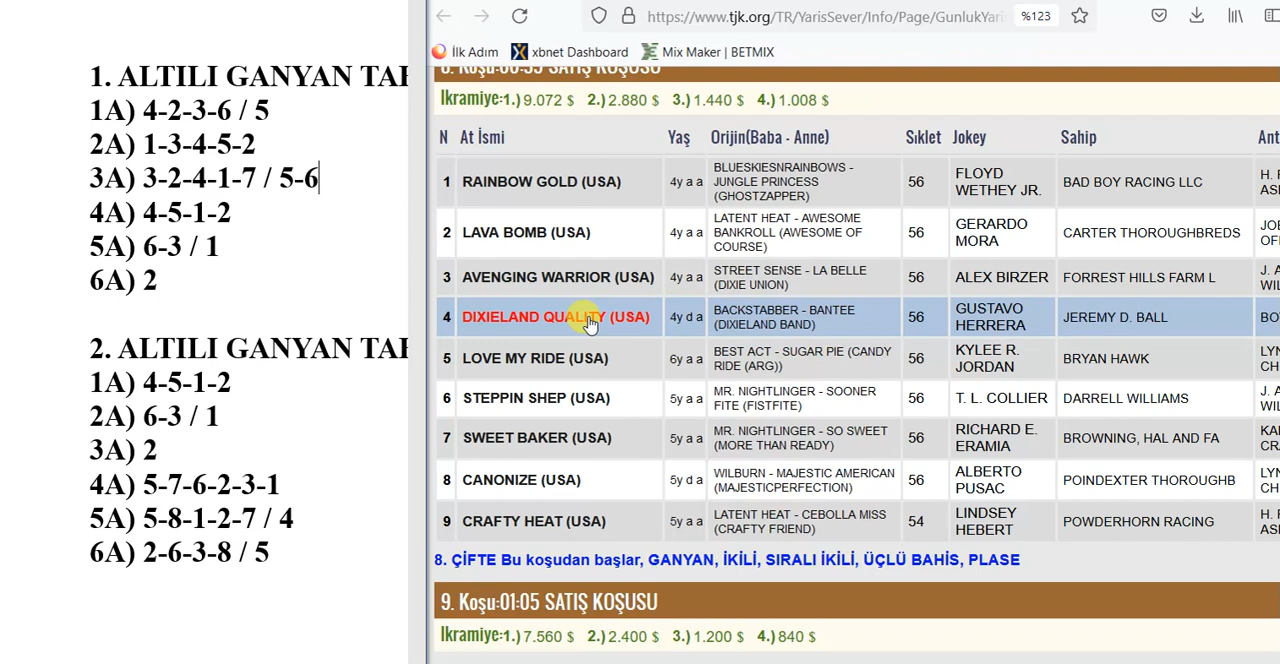 1. ALTILI GANYAN
1A) 4-2-3-6 / 5
2A) 1-3-4-5-2
3A) 3-2-4-1-7 / 5-6
4A) 4-5-1-2
5A) 6-3 / 1
6A) 2
2. ALTILI GANYAN
1A) 4-5-1-2
2A) 6-3 / 1
3A) 2
4A) 5-7-6-2-3-1
5A) 5-8-1-2-7 / 4
6A) 2-6-3-8 / 5
https://www.tjk.org/TR/YarisSever/Info/Page/GunlukYari %123
İlk Adım xbnet Dashboard Mix Maker | BETMIX
SATIŞ KOŞUSU
İkramiye:1.) 9.072 $ 2.) 2.880 $ 3.) 1.440 $ 4.) 1.008 $
N At İsmi Yaş Orijin(Baba - Anne) Sıklet Jokey Sahip Ant
1 RAINBOW GOLD (USA) 4y a a BLUESKIESNRAINBOWS - JUNGLE PRINCESS (GHOSTZAPPER) 56 FLOYD WETHEY JR. BAD BOY RACING LLC H. F
2 LAVA BOMB (USA) 4y a a LATENT HEAT - AWESOME BANKROLL (AWESOME OF COURSE) 56 GERARDO MORA CARTER THOROUGHBREDS
3 AVENGING WARRIOR (USA) 4y a a STREET SENSE - LA BELLE (DIXIE UNION) 56 ALEX BIRZER FORREST HILLS FARM L J. A WIL
4 DIXIELAND QUALITY (USA) 4y d a BACKSTABBER - BANTEE (DIXIELAND BAND) 56 GUSTAVO HERRERA JEREMY D. BALL BO
5 LOVE MY RIDE (USA) 6y a a BEST ACT - SUGAR PIE (CANDY RIDE (ARG)) 56 KYLEE R. JORDAN BRYAN HAWK LYN CH
6 STEPPIN SHEP (USA) 5y a a MR. NIGHTLINGER - SOONER FITE (FISTFITE) 56 T. L. COLLIER DARRELL WILLIAMS J. A WIL
7 SWEET BAKER (USA) 5y a a MR. NIGHTLINGER - SO SWEET (MORE THAN READY) 56 RICHARD E. ERAMIA BROWNING, HAL AND FA
8 CANONIZE (USA) 5y d a WILBURN - MAJESTIC AMERICAN (MAJESTICPERFECTION) 56 ALBERTO PUSAC POINDEXTER THOROUGHB LYN CH
9 CRAFTY HEAT (USA) 5y a a LATENT HEAT - CEBOLLA MISS (CRAFTY FRIEND) 54 LINDSEY HEBERT POWDERHORN RACING
8. ÇİFTE Bu koşudan başlar, GANYAN, İKİLİ, SIRALI İKİLİ, ÜÇLÜ BAHİS, PLASE
9. Koşu:01:05 SATIŞ KOŞUSU
İkramiye:1.) 7.560 $ 2.) 2.400 $ 3.) 1.200 $ 4.) 840 $